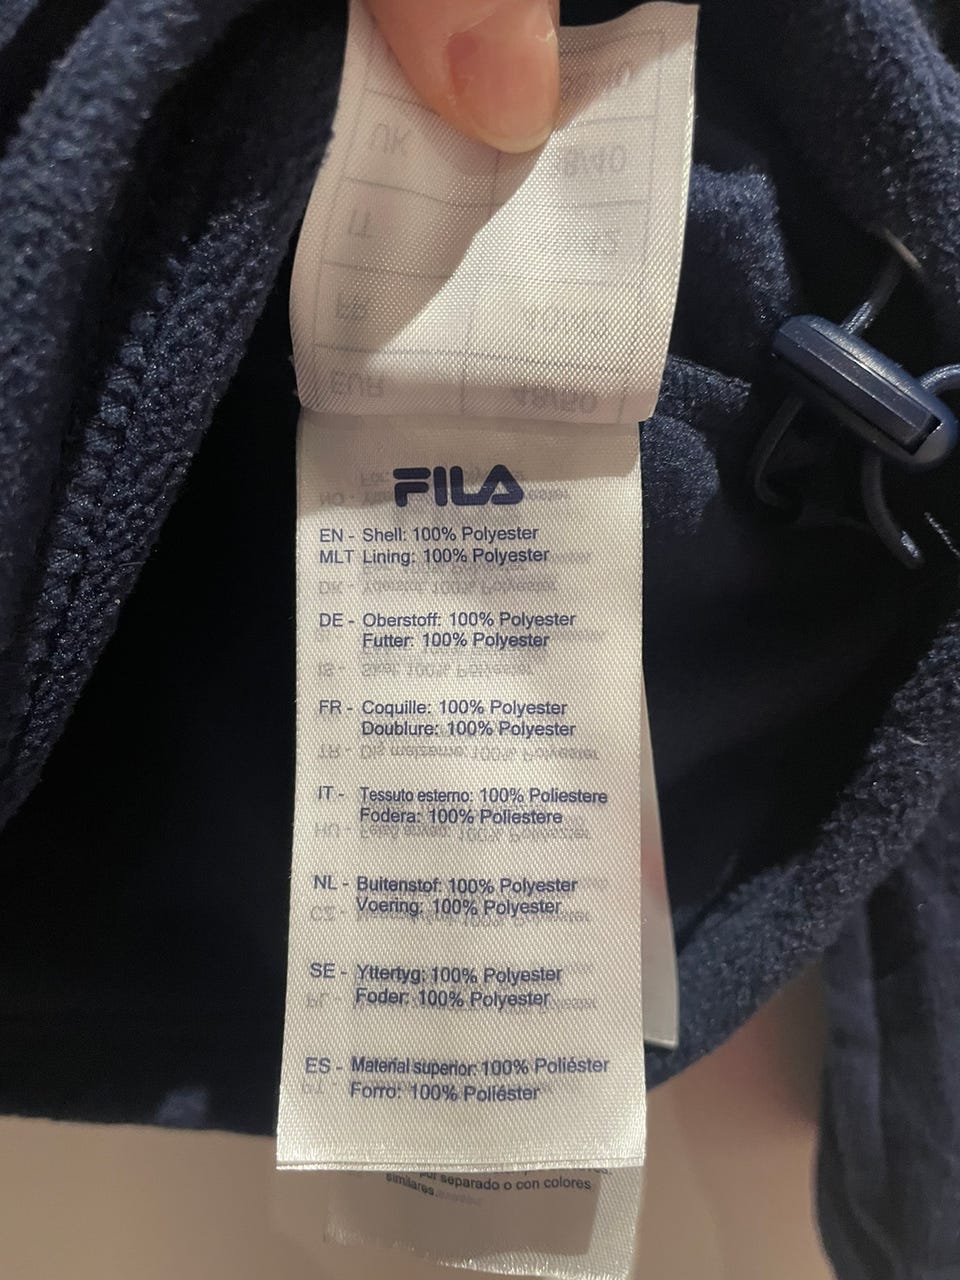 FILA
EN - Shell: 100% Polyester
MLT Lining: 100% Polyester
DE - Oberstoff: 100% Polyester
Futter: 100% Polyester
FR - Coquille: 100% Polyester
Doublure: 100% Polyester
IT - Tessuto esterno: 100% Poliestere
Fodera: 100% Poliestere
NL - Buitenstof: 100% Polyester
Voering: 100% Polyester
SE - Yttertyg: 100% Polyester
Foder: 100% Polyester
ES - Material superior: 100% Poliéster
Forro: 100% Poliéster
por separado o con colores
similares.